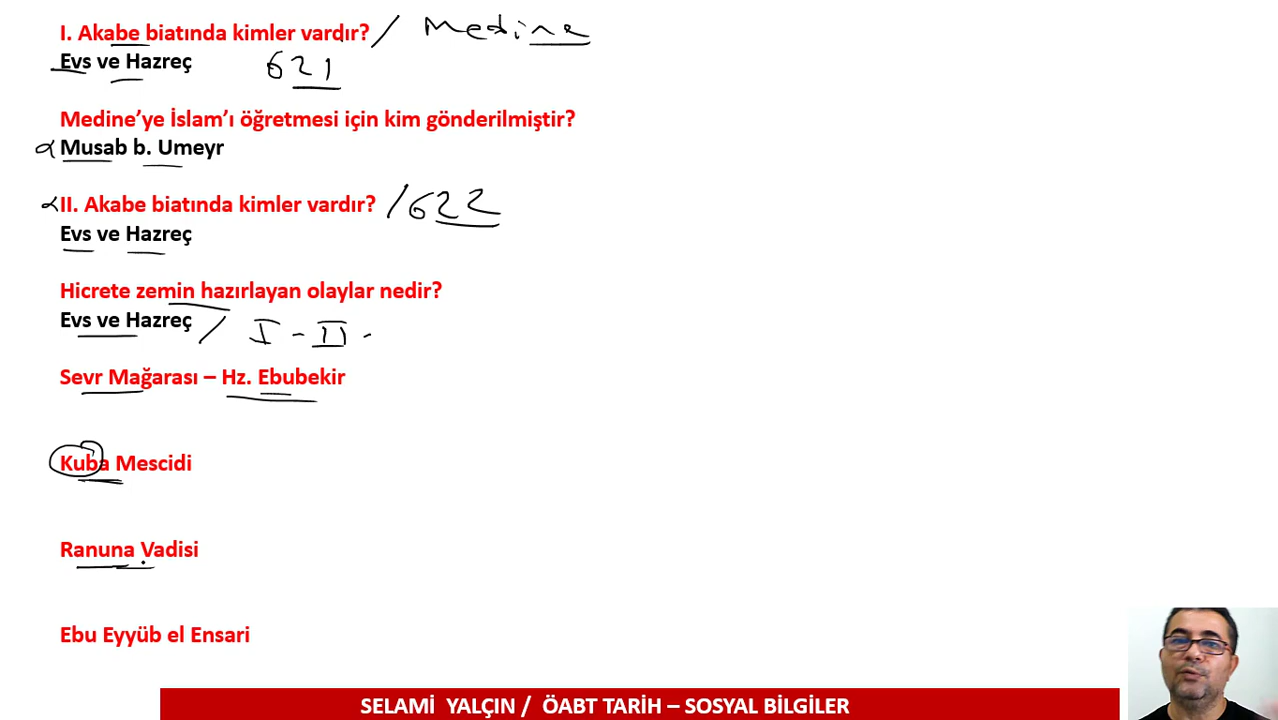 I. Akabe biatında kimler vardır? / Medine
Evs ve Hazreç 621
Medine’ye İslam’ı öğretmesi için kim gönderilmiştir?
Musab b. Umeyr
II. Akabe biatında kimler vardır? / 622
Evs ve Hazreç
Hicrete zemin hazırlayan olaylar nedir?
Evs ve Hazreç / I - II -
Sevr Mağarası – Hz. Ebubekir
Kuba Mescidi
Ranuna Vadisi
Ebu Eyyüb el Ensari
SELAMİ YALÇIN / ÖABT TARİH – SOSYAL BİLGİLER